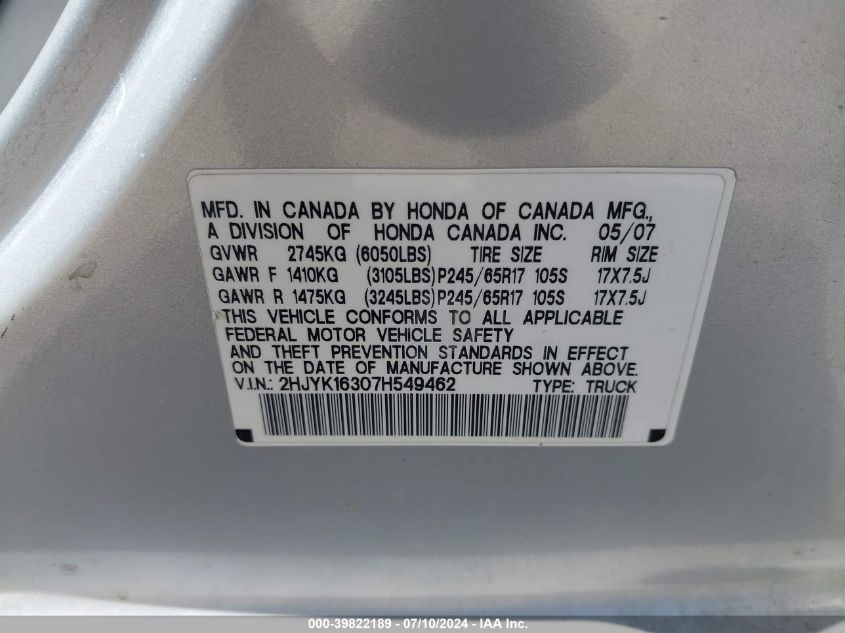 MFD. IN CANADA BY HONDA OF CANADA MFG.,
A DIVISION OF HONDA CANADA INC. 05/07
GVWR 2745KG (6050LBS) TIRE SIZE RIM SIZE
GAWR F 1410KG (3105LBS) P245/65R17 105S 17X7.5J
GAWR R 1475KG (3245LBS) P245/65R17 105S 17X7.5J
THIS VEHICLE CONFORMS TO ALL APPLICABLE
FEDERAL MOTOR VEHICLE SAFETY
AND THEFT PREVENTION STANDARDS IN EFFECT
ON THE DATE OF MANUFACTURE SHOWN ABOVE.
V.I.N.: 2HJYK16307H549462 TYPE: TRUCK
000-39822189 - 07/10/2024 - IAA Inc.